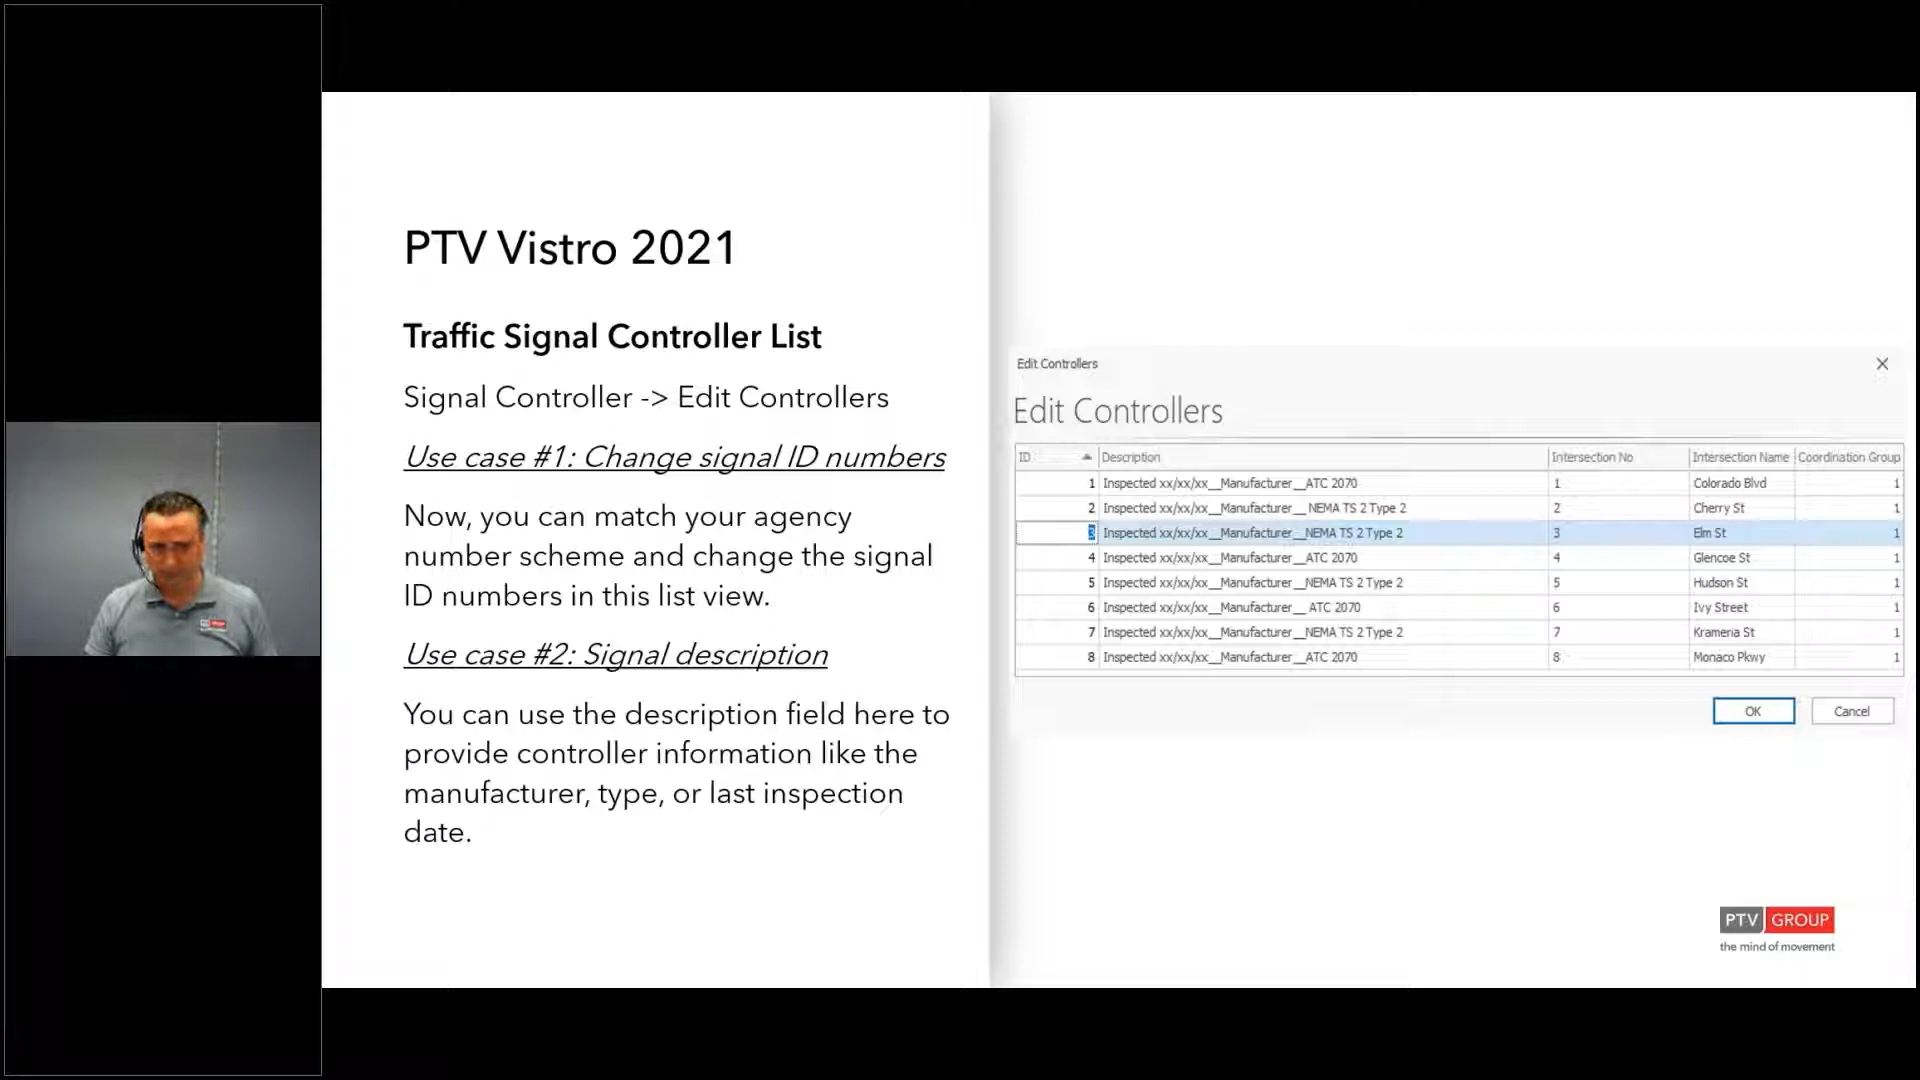 PTV Vistro 2021
Traffic Signal Controller List
Signal Controller -> Edit Controllers
Use case #1: Change signal ID numbers
Now, you can match your agency
number scheme and change the signal
ID numbers in this list view.
Use case #2: Signal description
You can use the description field here to
provide controller information like the
manufacturer, type, or last inspection
date.
Edit Controllers
Edit Controllers
ID Description Intersection No Intersection Name Coordination Group
1 Inspected xx/xx/xx__Manufacturer__ATC 2070 1 Colorado Blvd 1
2 Inspected xx/xx/xx__Manufacturer__ NEMA TS 2 Type 2 2 Cherry St 1
3 Inspected xx/xx/xx__Manufacturer__NEMA TS 2 Type 2 3 Elm St 1
4 Inspected xx/xx/xx__Manufacturer__ATC 2070 4 Glencoe St 1
5 Inspected xx/xx/xx__Manufacturer__NEMA TS 2 Type 2 5 Hudson St 1
6 Inspected xx/xx/xx__Manufacturer__ ATC 2070 6 Ivy Street 1
7 Inspected xx/xx/xx__Manufacturer__NEMA TS 2 Type 2 7 Krameria St 1
8 Inspected xx/xx/xx__Manufacturer__ATC 2070 8 Monaco Pkwy 1
OK Cancel
PTV GROUP
the mind of movement